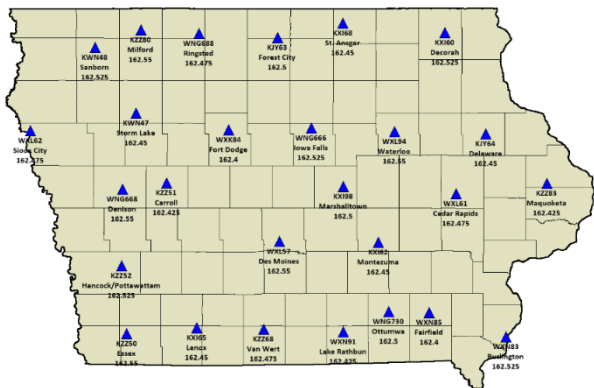 KXI68
St. Ansgar
162.45
KZZ80
Milford
162.55
WNG688
Ringsted
162.475
KJY63
Forest City
162.5
KXI60
Decorah
162.525
KWN48
Sanborn
162.525
KWN47
Storm Lake
162.45
WXL62
Sioux City
162.475
WXK84
Fort Dodge
162.4
WNG666
Iowa Falls
162.525
WXL94
Waterloo
162.55
KJY64
Delaware
162.45
WNG668
Denison
162.55
KZZ51
Carroll
162.425
KXI98
Marshalltown
162.5
WXL61
Cedar Rapids
162.475
KZZ83
Maquoketa
162.425
WXL57
Des Moines
162.55
KXI62
Montezuma
162.45
KZZ52
Hancock/Pottawattam
162.525
KZZ50
Essex
162.55
KXI65
Lenox
162.45
KZZ68
Van Wert
162.475
WXN91
Lake Rathbun
162.425
WNG730
Ottumwa
162.5
WXN85
Fairfield
162.4
WXN83
Burlington
162.525